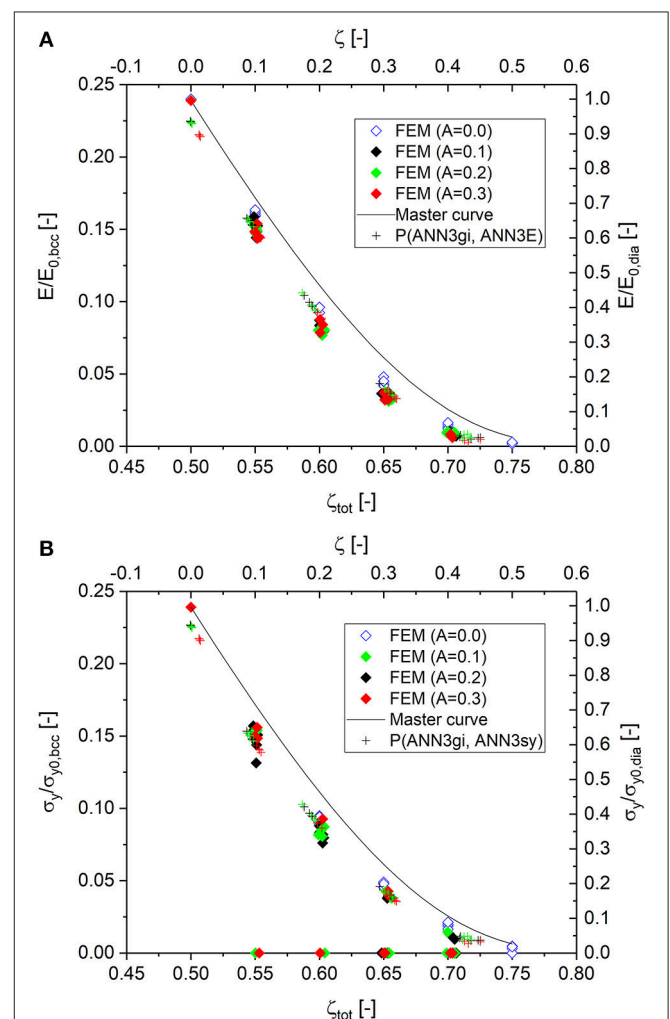 A
ζ [-]
-0.1 0.0 0.1 0.2 0.3 0.4 0.5 0.6
0.25
0.20
0.15
0.10
0.05
0.00
E/E0,bcc [-]
FEM (A=0.0)
FEM (A=0.1)
FEM (A=0.2)
FEM (A=0.3)
Master curve
P(ANN3gi, ANN3E)
1.0
0.9
0.8
0.7
0.6
0.5
0.4
0.3
0.2
0.1
0.0
E/E0,dia [-]
0.45 0.50 0.55 0.60 0.65 0.70 0.75 0.80
ζtot [-]
B
ζ [-]
-0.1 0.0 0.1 0.2 0.3 0.4 0.5 0.6
0.25
0.20
0.15
0.10
0.05
0.00
σy/σy0,bcc [-]
FEM (A=0.0)
FEM (A=0.1)
FEM (A=0.2)
FEM (A=0.3)
Master curve
P(ANN3gi, ANN3sy)
1.0
0.9
0.8
0.7
0.6
0.5
0.4
0.3
0.2
0.1
0.0
σy/σy0,dia [-]
0.45 0.50 0.55 0.60 0.65 0.70 0.75 0.80
ζtot [-]